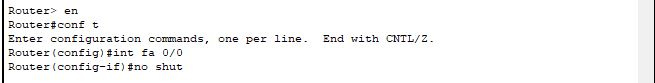 Router> en
Router#conf t
Enter configuration commands, one per line.  End with CNTL/Z.
Router(config)#int fa 0/0
Router(config-if)#no shut